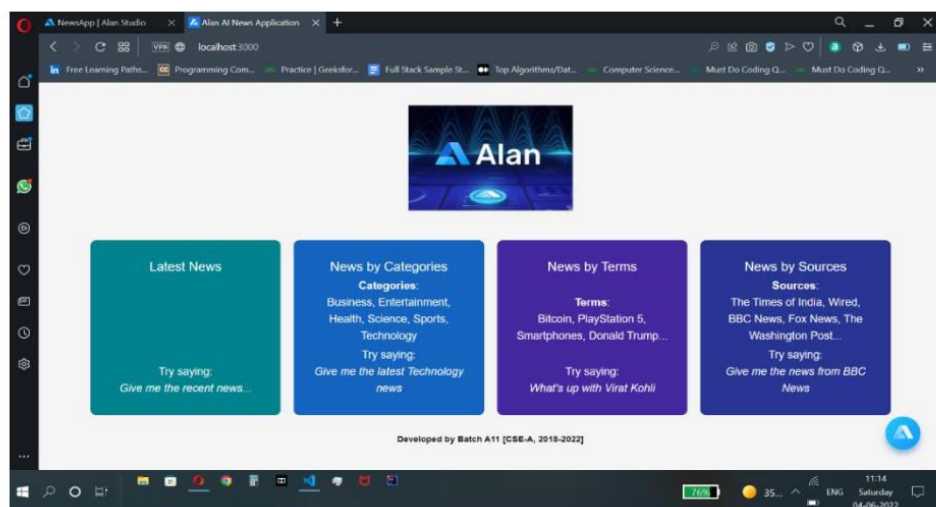 NewsApp | Alan Studio
Alan AI News Application
VPN
localhost:3000
Free Learning Paths...
Programming Com...
Practice | Geeksfor...
Full Stack Sample St...
Top Algorithms/Dat...
Computer Science...
Must Do Coding Q...
Must Do Coding Q...
Alan
Latest News
Try saying:
Give me the recent news...
News by Categories
Categories:
Business, Entertainment,
Health, Science, Sports,
Technology
Try saying:
Give me the latest Technology
news
News by Terms
Terms:
Bitcoin, PlayStation 5,
Smartphones, Donald Trump...
Try saying:
What's up with Virat Kohli
News by Sources
Sources:
The Times of India, Wired,
BBC News, Fox News, The
Washington Post...
Try saying:
Give me the news from BBC
News
Developed by Batch A11 [CSE-A, 2018-2022]
76%
35...
ENG
11:14
Saturday
04-06-2022